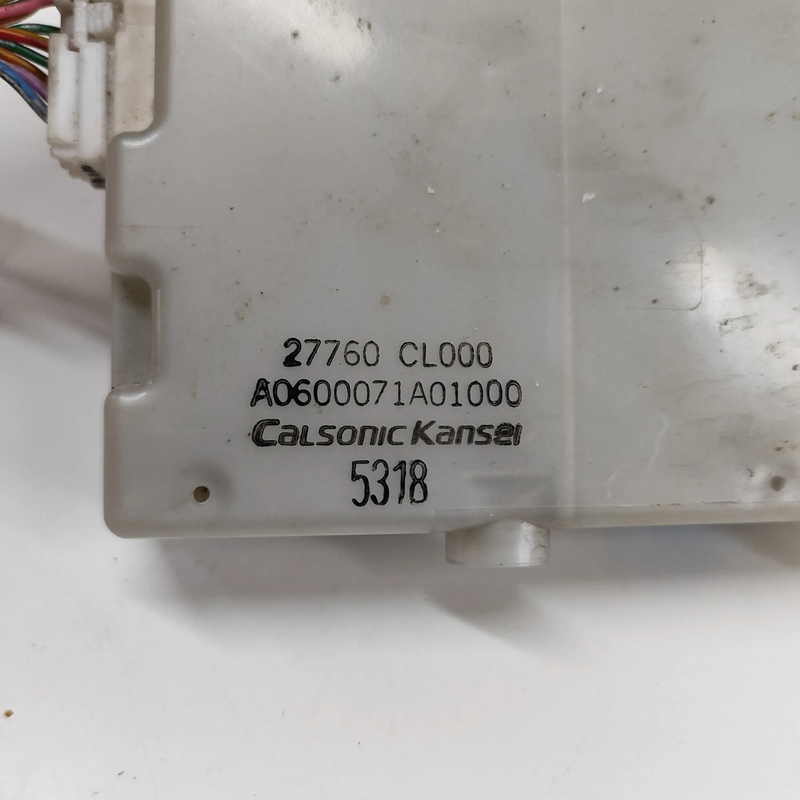 27760 CL000
A0600071A01000
CALSONIC Kansei
5318